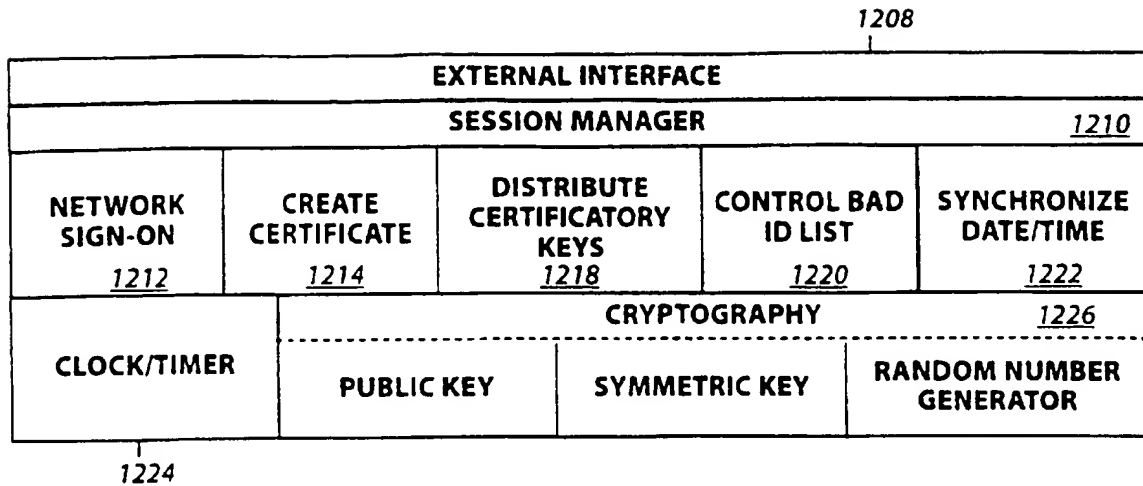 1208
EXTERNAL INTERFACE
SESSION MANAGER 1210
NETWORK
SIGN-ON
1212
CREATE
CERTIFICATE
1214
DISTRIBUTE
CERTIFICATORY
KEYS
1218
CONTROL BAD
ID LIST
1220
SYNCHRONIZE
DATE/TIME
1222
CLOCK/TIMER
CRYPTOGRAPHY 1226
PUBLIC KEY
SYMMETRIC KEY
RANDOM NUMBER
GENERATOR
1224